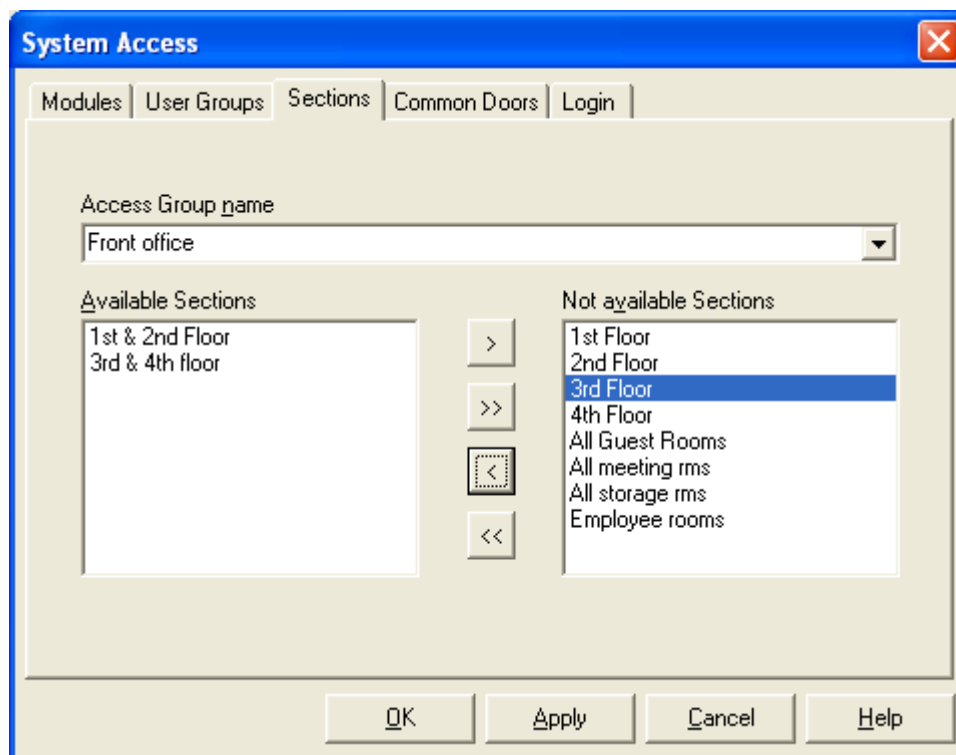 System Access
Modules User Groups Sections Common Doors Login
Access Group name
Front office
Available Sections
1st & 2nd Floor
3rd & 4th floor
>
>>
<
<<
Not available Sections
1st Floor
2nd Floor
3rd Floor
4th Floor
All Guest Rooms
All meeting rms
All storage rms
Employee rooms
OK Apply Cancel Help